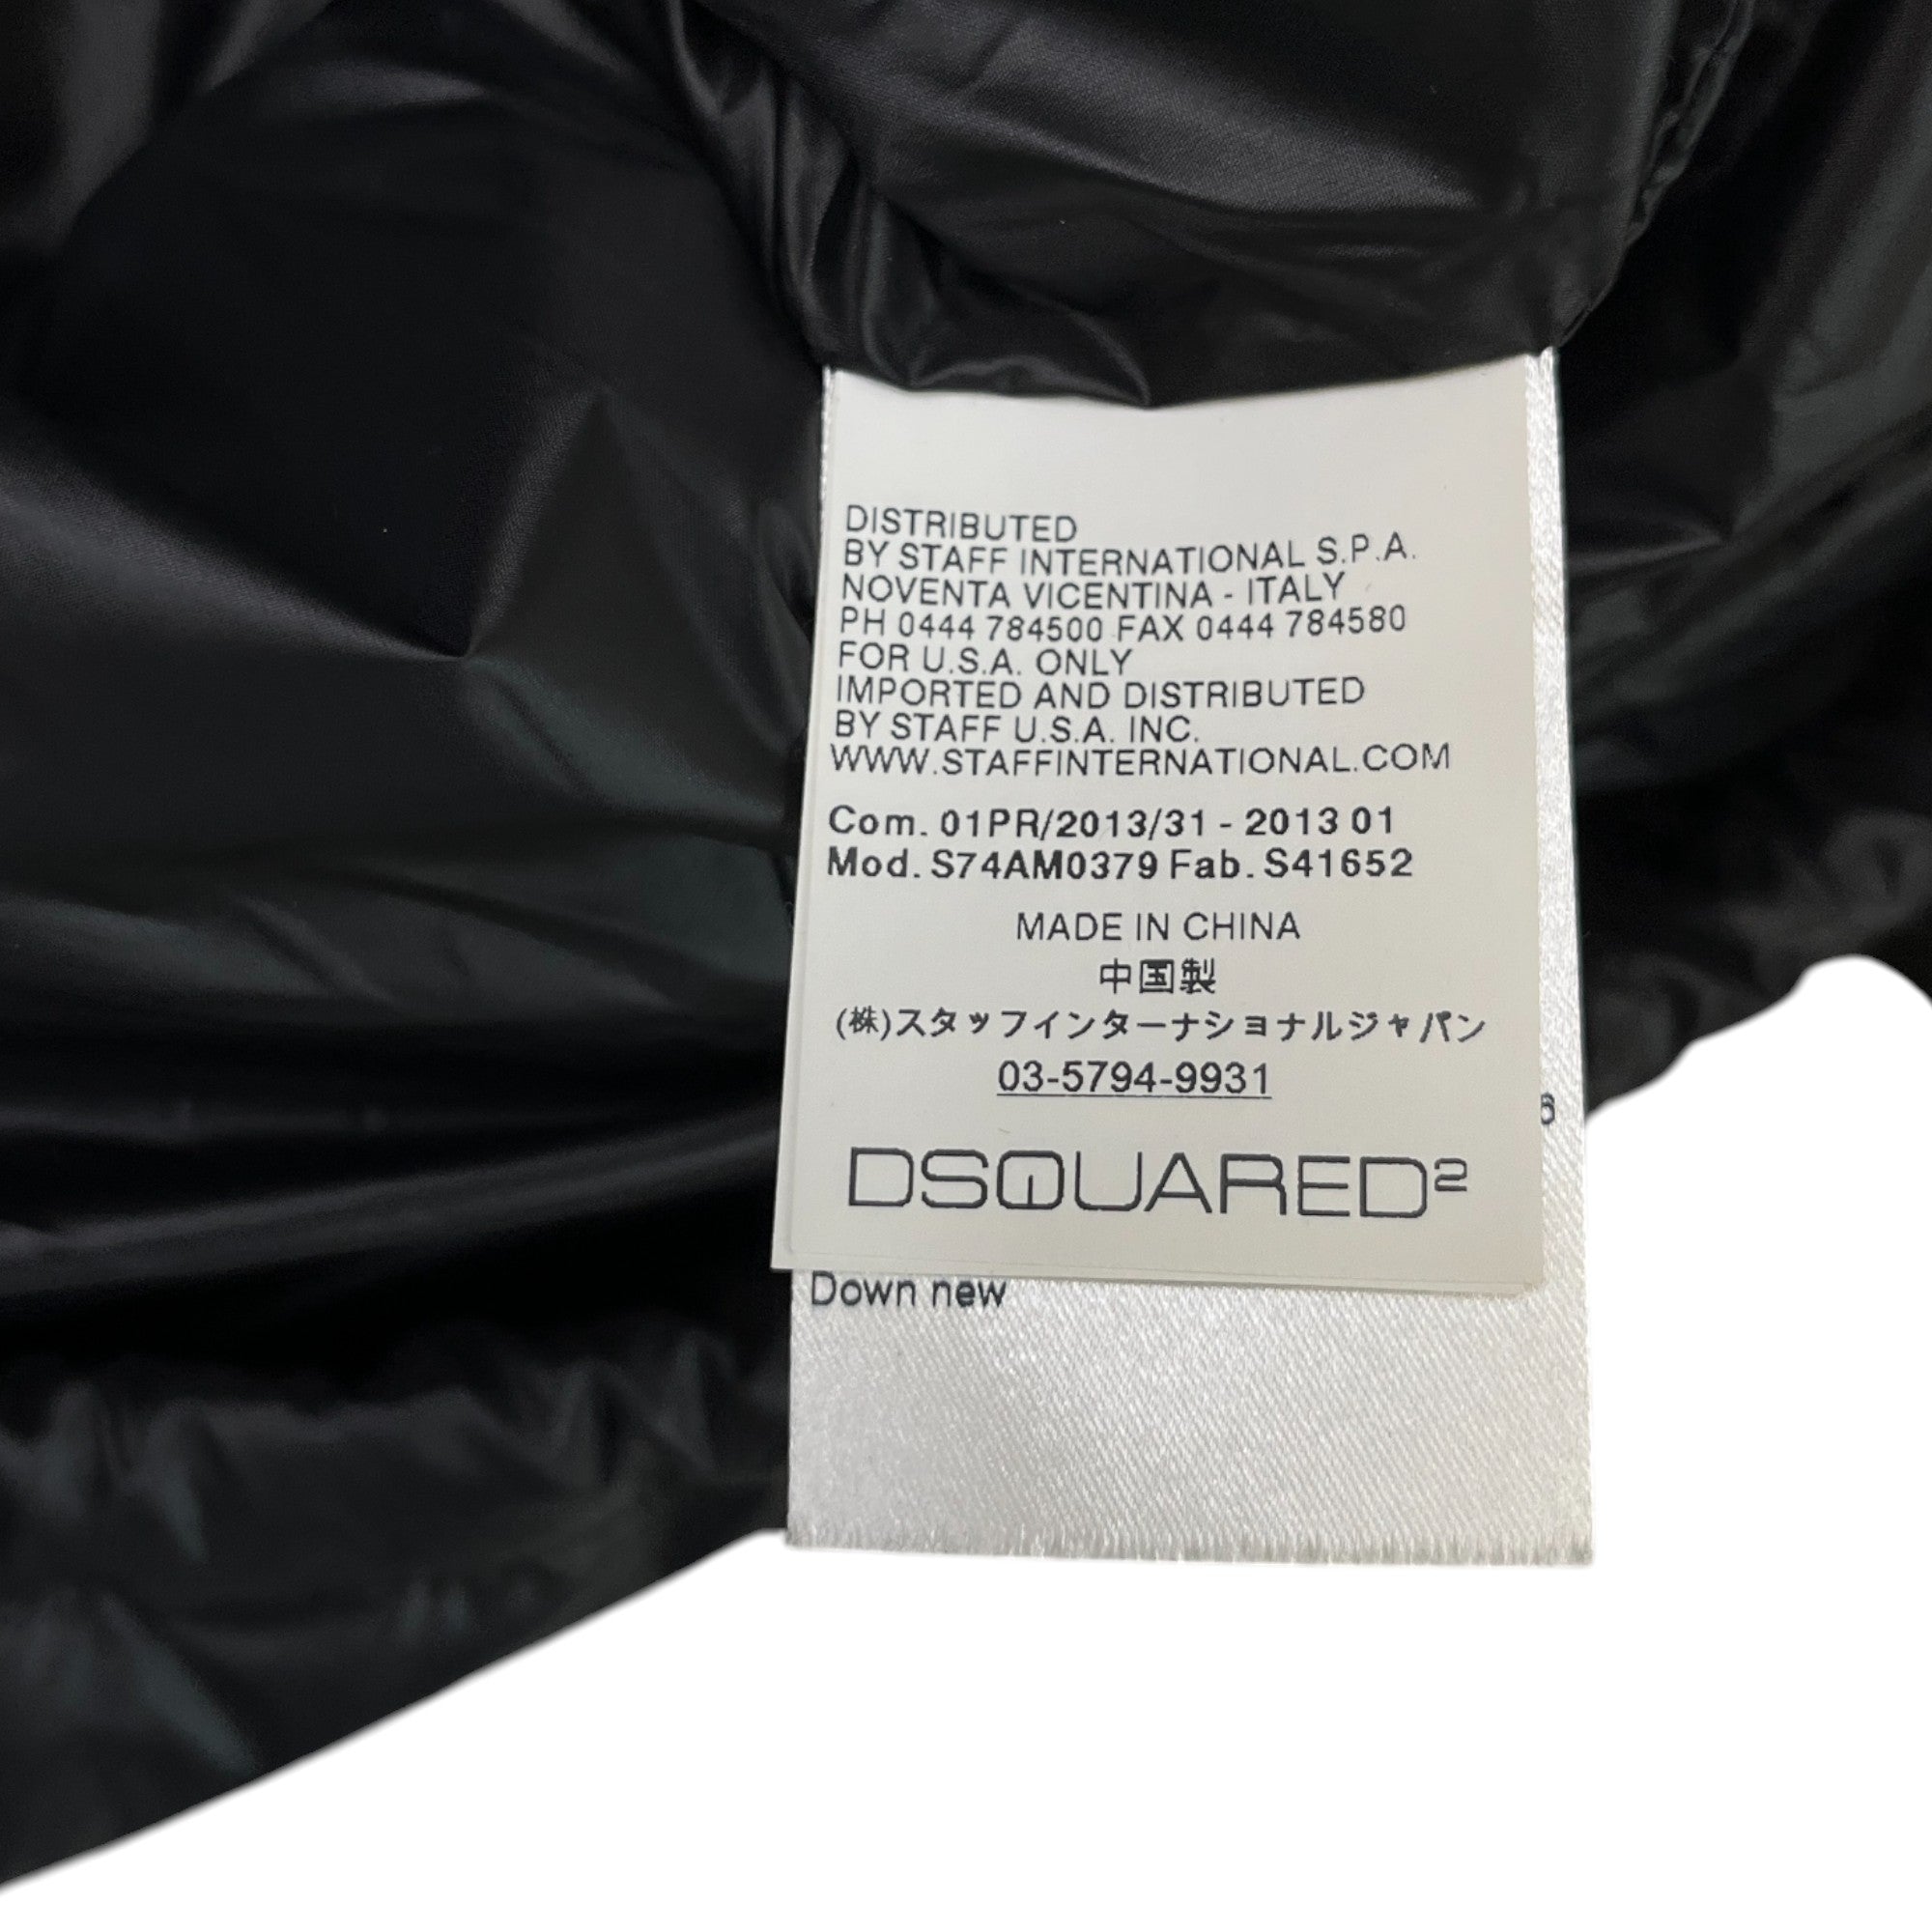 DISTRIBUTED
BY STAFF INTERNATIONAL S.P.A.
NOVENTA VICENTINA - ITALY
PH 0444 784500 FAX 0444 784580
FOR U.S.A. ONLY
IMPORTED AND DISTRIBUTED
BY STAFF U.S.A. INC.
WWW.STAFFINTERNATIONAL.COM
Com. 01PR/2013/31 - 2013 01
Mod. S74AM0379 Fab. S41652
MADE IN CHINA
中国製
(株)スタッフインターナショナルジャパン
03-5794-9931
DSQUARED2
Down new